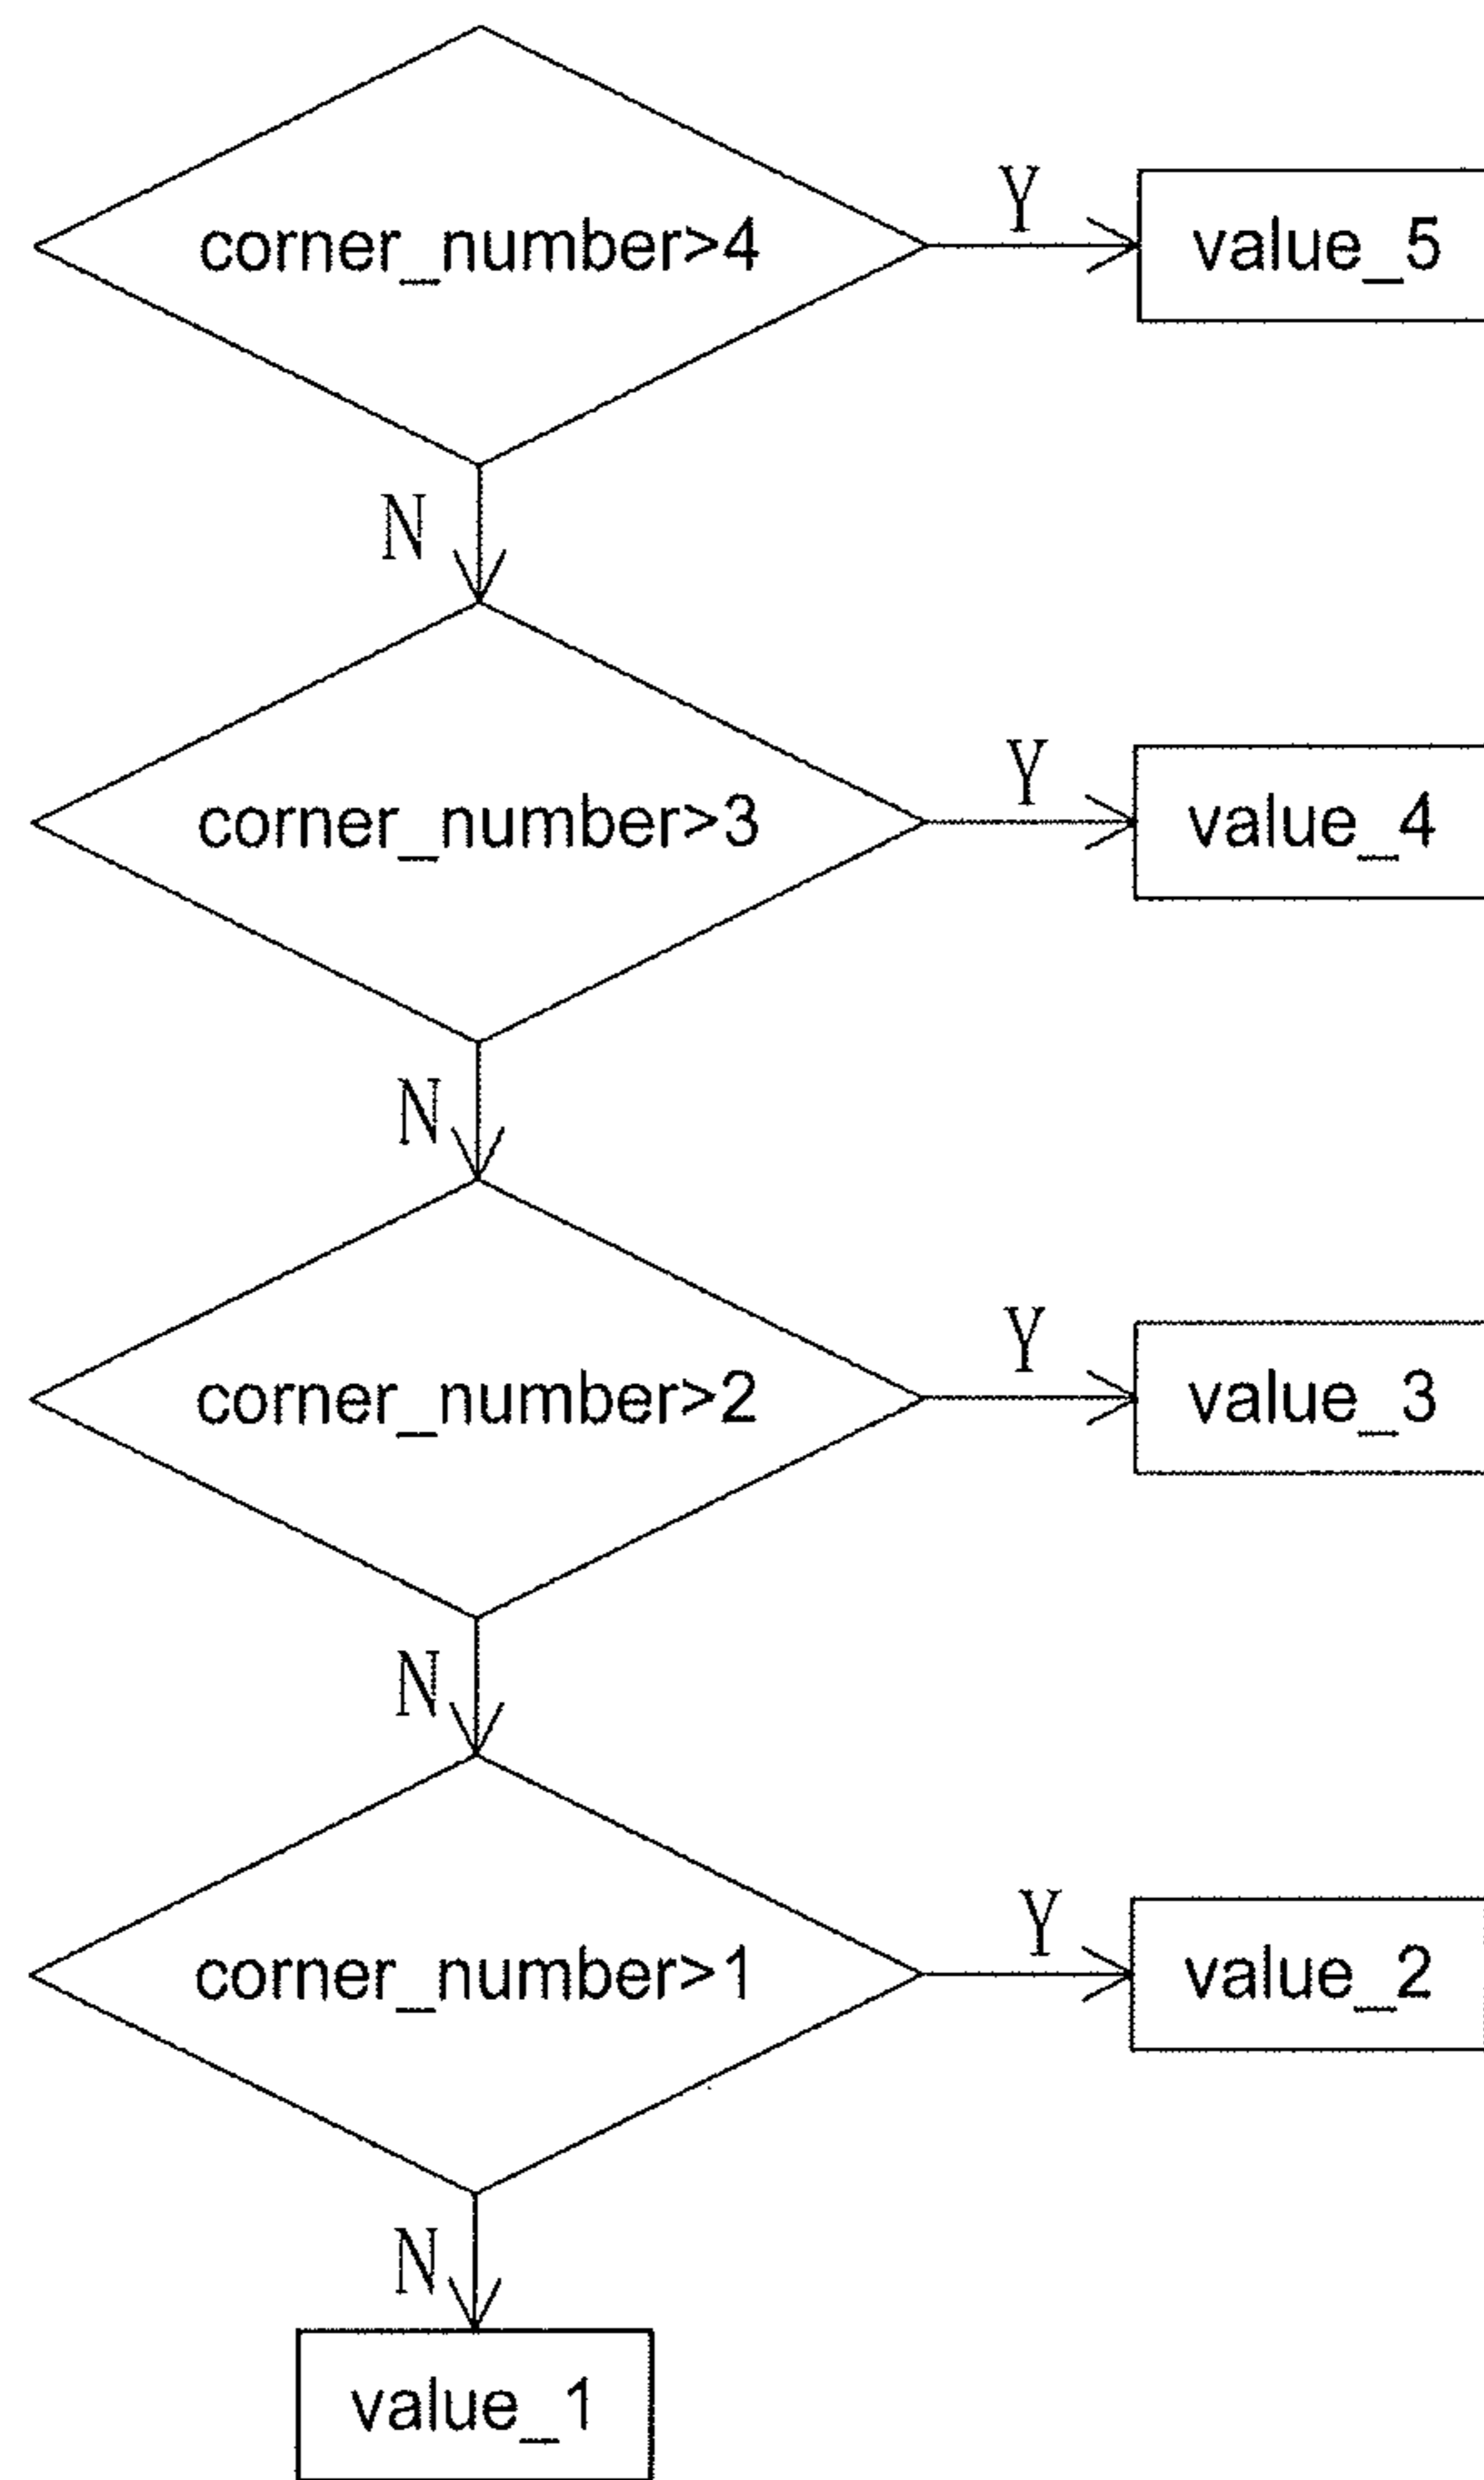 corner_number>4
Y
value_5
N
corner_number>3
Y
value_4
N
corner_number>2
Y
value_3
N
corner_number>1
Y
value_2
N
value_1